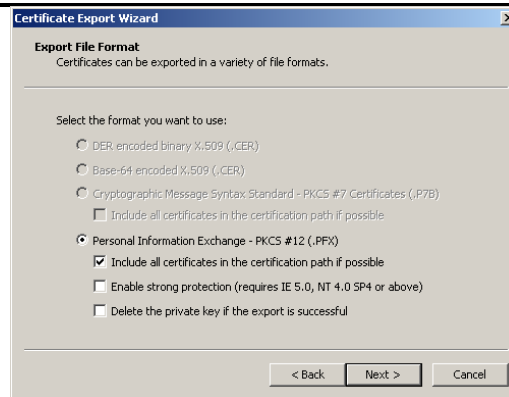 Certificate Export Wizard
Export File Format
Certificates can be exported in a variety of file formats.
Select the format you want to use:
DER encoded binary X.509 (.CER)
Base-64 encoded X.509 (.CER)
Cryptographic Message Syntax Standard - PKCS #7 Certificates (.P7B)
Include all certificates in the certification path if possible
Personal Information Exchange - PKCS #12 (.PFX)
Include all certificates in the certification path if possible
Enable strong protection (requires IE 5.0, NT 4.0 SP4 or above)
Delete the private key if the export is successful
< Back Next > Cancel